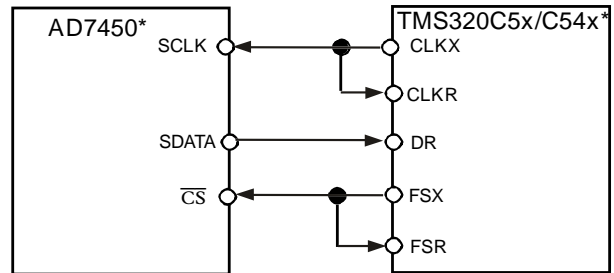 AD7450*
TMS320C5x/C54x*
SCLK
CLKX
CLKR
SDATA
DR
CS
FSX
FSR